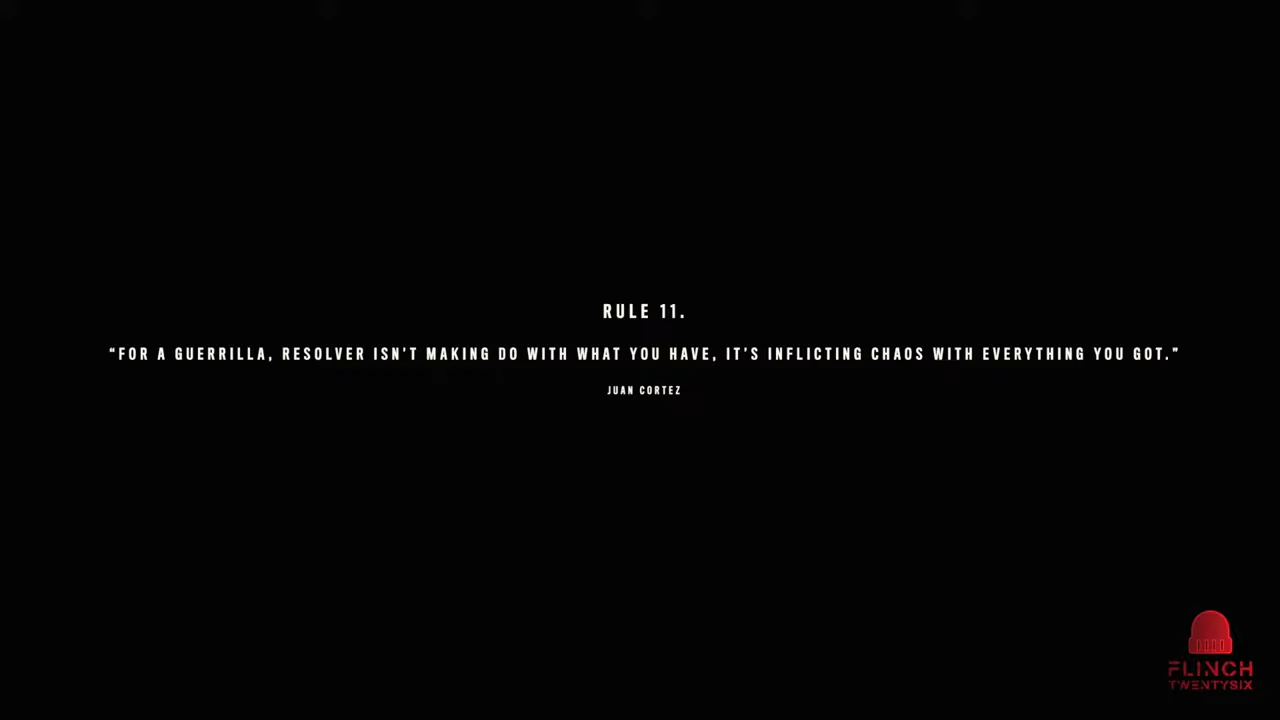 RULE 11.
“FOR A GUERRILLA, RESOLVER ISN'T MAKING DO WITH WHAT YOU HAVE, IT'S INFLICTING CHAOS WITH EVERYTHING YOU GOT.”
JUAN CORTEZ
FLINCH
TWENTYSIX